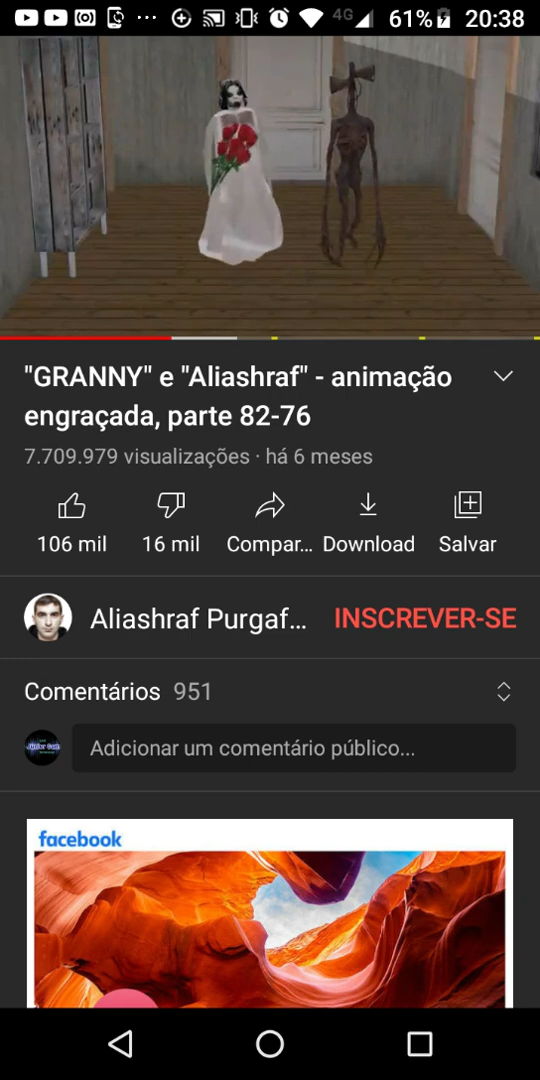 4G 61% 20:38
"GRANNY" e "Aliashraf" - animação
engraçada, parte 82-76
7.709.979 visualizações · há 6 meses
106 mil 16 mil Compar... Download Salvar
Aliashraf Purgaf... INSCREVER-SE
Comentários 951
Adicionar um comentário público...
facebook